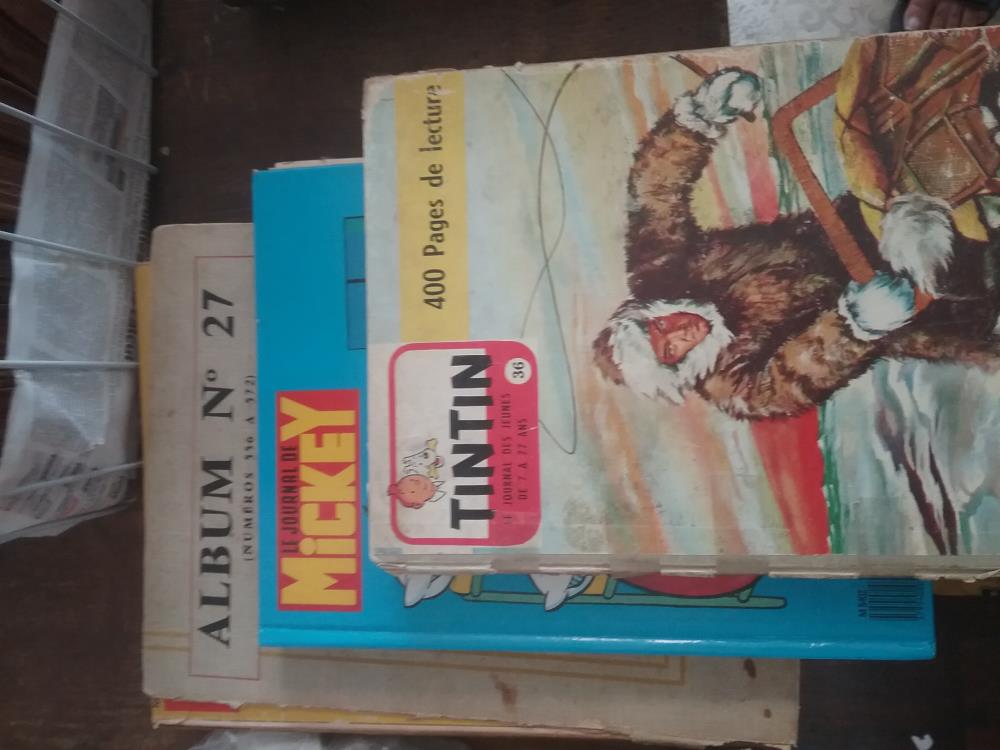 400 Pages de lecture
TINTIN
36
LE JOURNAL DES JEUNES
DE 7 A 77 ANS
LE JOURNAL DE
MiCKEY
ALBUM Nº 27
(NUMÉROS 336 A 372)